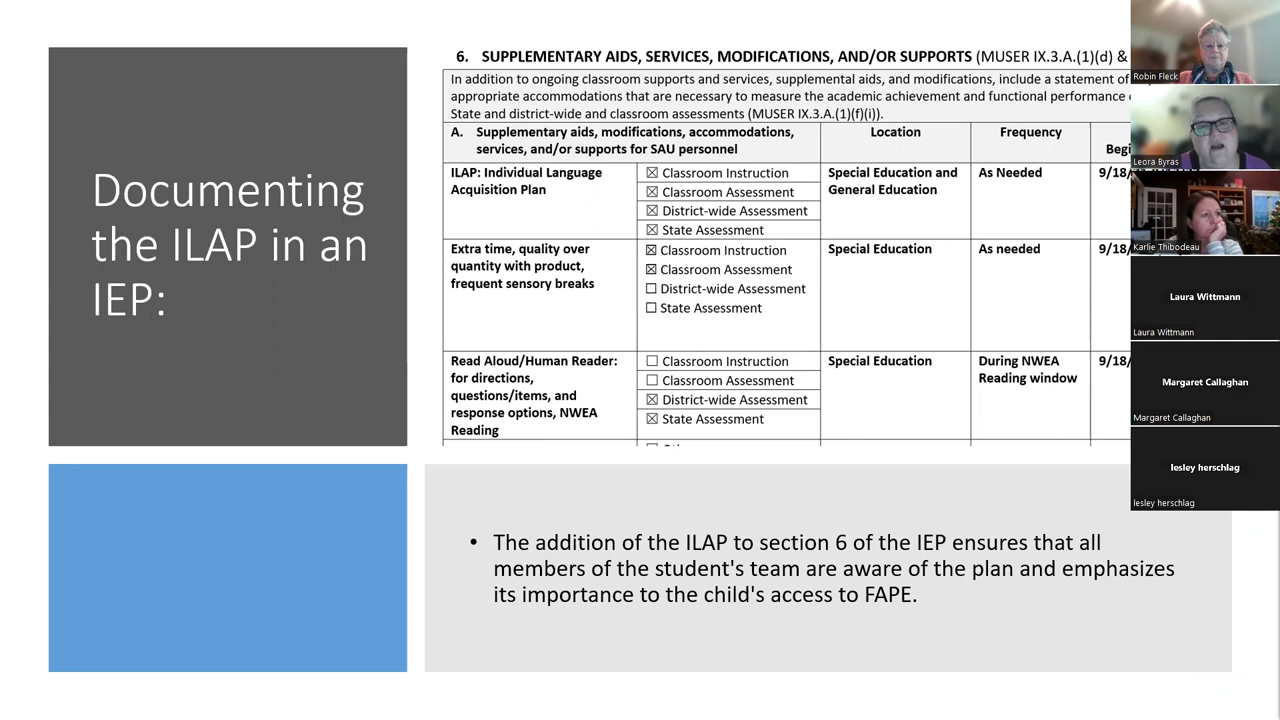 Documenting
the ILAP in an
IEP:
6. SUPPLEMENTARY AIDS, SERVICES, MODIFICATIONS, AND/OR SUPPORTS (MUSER IX.3.A.(1)(d) &
In addition to ongoing classroom supports and services, supplemental aids, and modifications, include a statement of
appropriate accommodations that are necessary to measure the academic achievement and functional performance
State and district-wide and classroom assessments (MUSER IX.3.A.(1)(f)(i)).
A. Supplementary aids, modifications, accommodations,
services, and/or supports for SAU personnel
Location
Frequency
ILAP: Individual Language
Acquisition Plan
☒ Classroom Instruction
☒ Classroom Assessment
☒ District-wide Assessment
☒ State Assessment
Special Education and
General Education
As Needed
9/18/
Extra time, quality over
quantity with product,
frequent sensory breaks
☒ Classroom Instruction
☒ Classroom Assessment
☐ District-wide Assessment
☐ State Assessment
Special Education
As needed
9/18/
Read Aloud/Human Reader:
for directions,
questions/items, and
response options, NWEA
Reading
☐ Classroom Instruction
☐ Classroom Assessment
☒ District-wide Assessment
☒ State Assessment
Special Education
During NWEA
Reading window
9/18/
• The addition of the ILAP to section 6 of the IEP ensures that all
members of the student's team are aware of the plan and emphasizes
its importance to the child's access to FAPE.
Robin Fleck
Leora Byras
Karlie Thibodeau
Laura Wittmann
Laura Wittmann
Margaret Callaghan
Margaret Callaghan
lesley herschlag
lesley herschlag